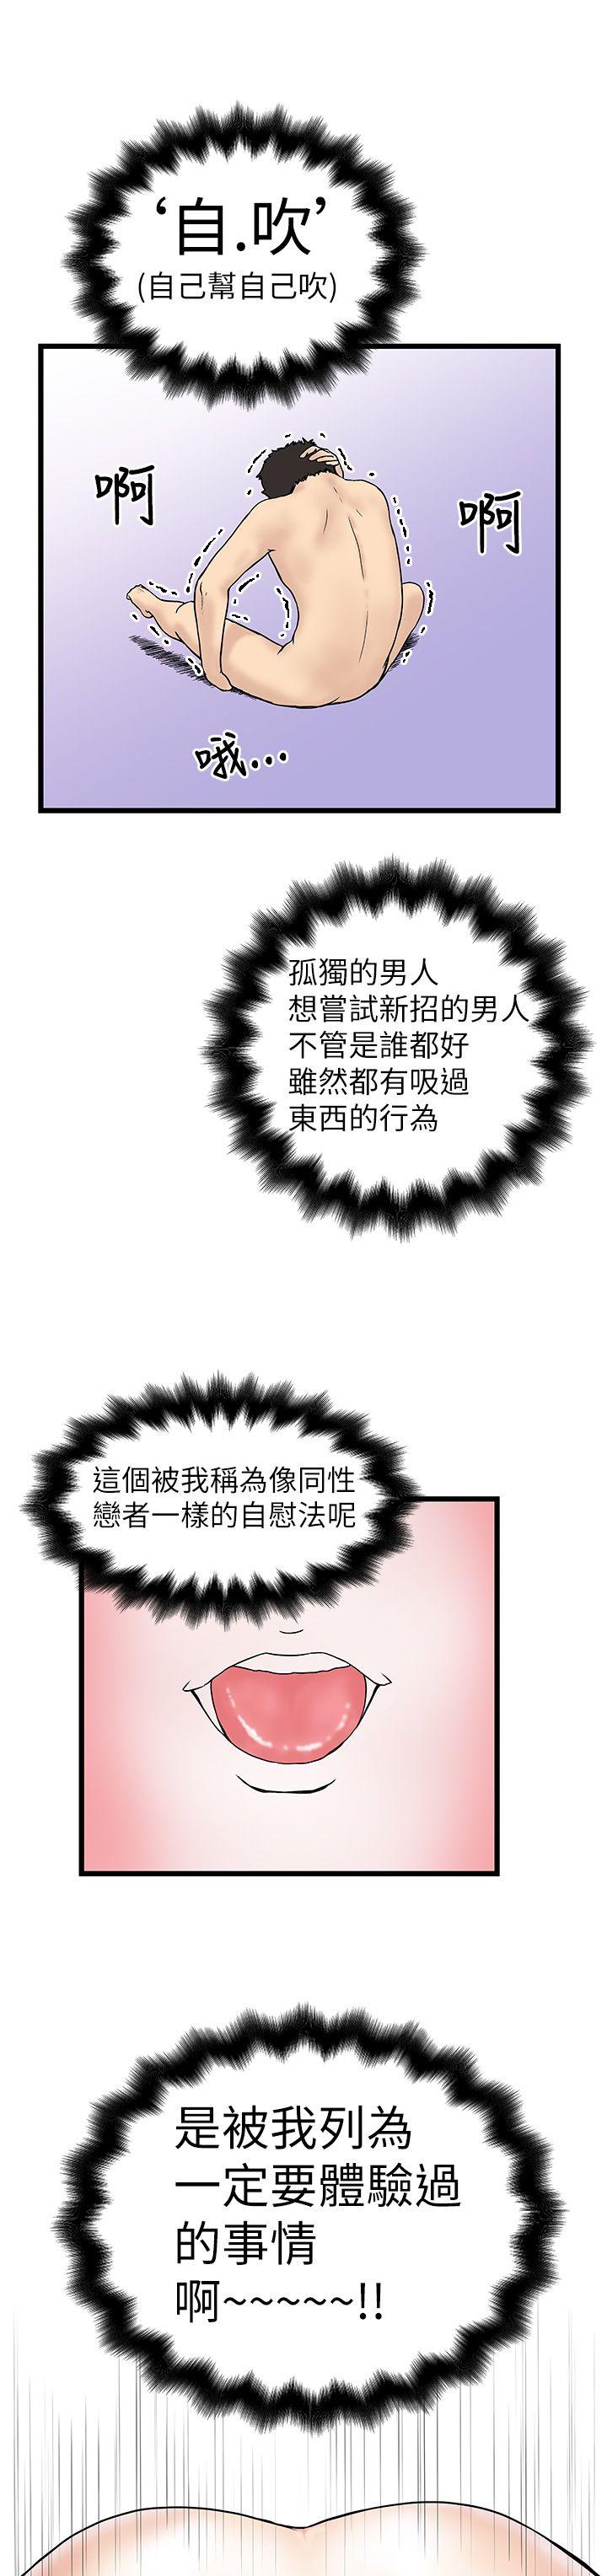 ‘自.吹’
(自己幫自己吹)
啊
啊
哦...
孤獨的男人
想嘗試新招的男人
不管是誰都好
雖然都有吸過
東西的行為
這個被我稱為像同性
戀者一樣的自慰法呢
是被我列為
一定要體驗過
的事情
啊~~~~~!!